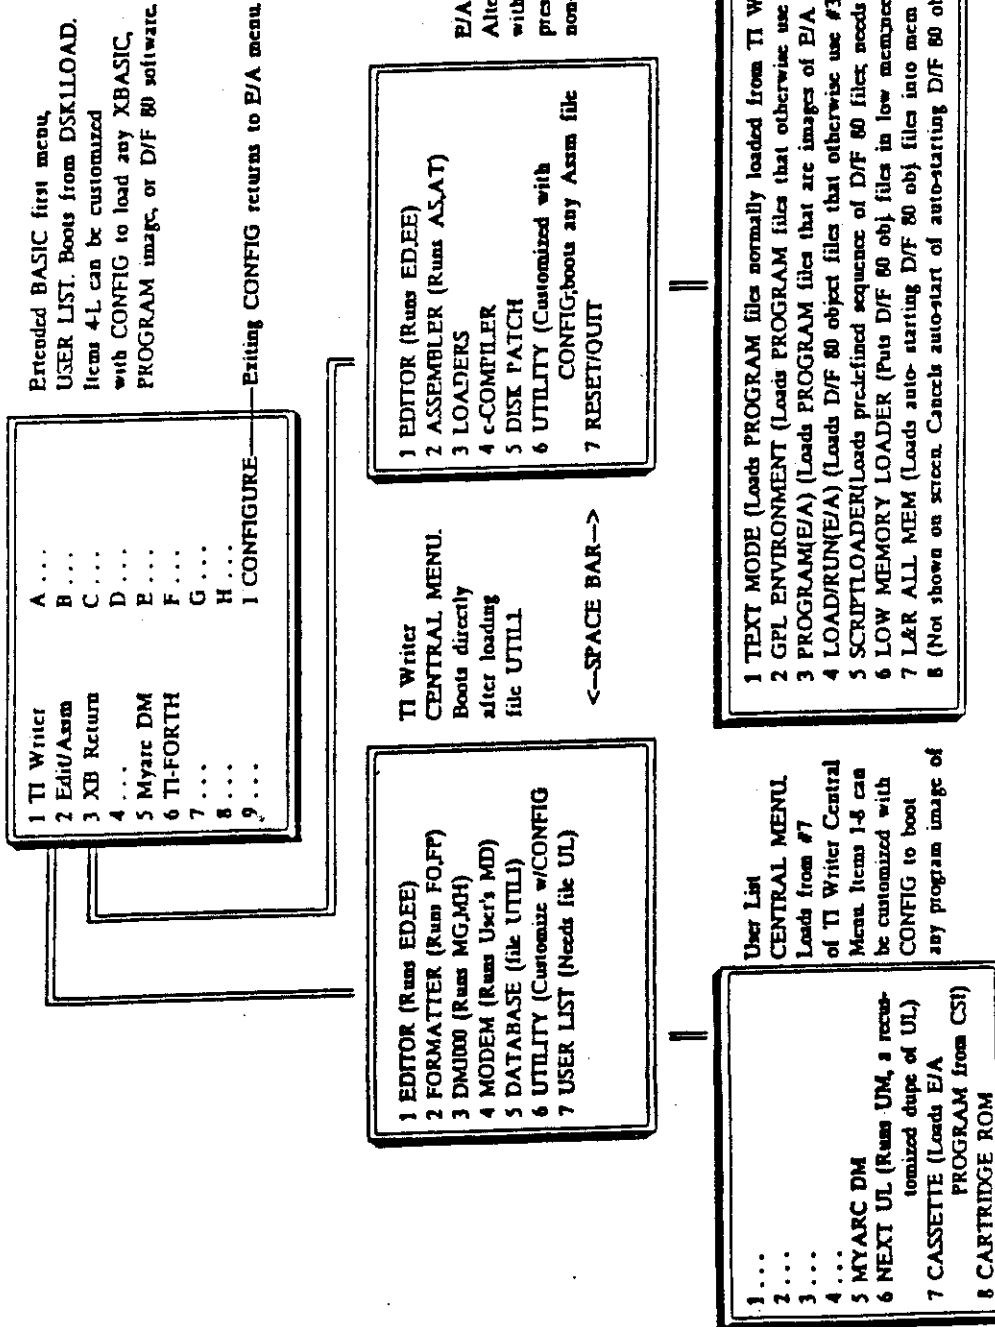 1 TI Writer A . . .
2 Edit/Assm B . . .
3 XB Return C . . .
4 . . . D . . .
5 Myarc DM E . . .
6 TI-FORTH F . . .
7 . . . G . . .
8 . . . H . . .
9 . . . I CONFIGURE—Exiting CONFIG returns to E/A menu.
Extended BASIC first menu,
USER LIST. Boots from DSK1LOAD.
Items 4-L can be customized
with CONFIG to load any XBASIC,
PROGRAM image, or D/F 80 software.
1 EDITOR (Runs ED,EE)
2 FORMATTER (Runs FO,FP)
3 DM1000 (Runs MG,MH)
4 MODEM (Runs User's MD)
5 DATABASE (file UTIL1)
6 UTILITY (Customize w/CONFIG
7 USER LIST (Needs file UL)
TI Writer
CENTRAL MENU.
Boots directly
after loading
file UTIL1.
<--SPACE BAR-->
1 EDITOR (Runs ED,EE)
2 ASSEMBLER (Runs AS,AT)
3 LOADERS
4 c-COMPILER
5 DISK PATCH
6 UTILITY (Customized with
CONFIG;boots any Assm file
7 RESET/QUIT
E/A
with
1 . . .
2 . . .
3 . . .
4 . . .
5 MYARC DM
6 NEXT UL (Runs UM, a recus-
tomized dupe of UL)
7 CASSETTE (Loads E/A
PROGRAM from CS1)
8 CARTRIDGE ROM
User List
CENTRAL MENU.
Loads from #7
of TI Writer Central
Menu. Items 1-8 can
be customized with
CONFIG to boot
any program image of
1 TEXT MODE (Loads PROGRAM files normally loaded from TI W
2 GPL ENVIRONMENT (Loads PROGRAM files that otherwise use
3 PROGRAM(E/A) (Loads PROGRAM files that are images of E/A
4 LOAD/RUN(E/A) (Loads D/F 80 object files that otherwise use #3
5 SCRIPTLOADER(Loads predefined sequence of D/F 80 files; needs
6 LOW MEMORY LOADER (Puts D/F 80 obj files in low mem;nee
7 L&R ALL MEM (Loads auto- starting D/F 80 obj files into mem
8 (Not shown on screen. Cancels auto-start of auto-starting D/F 80 ob